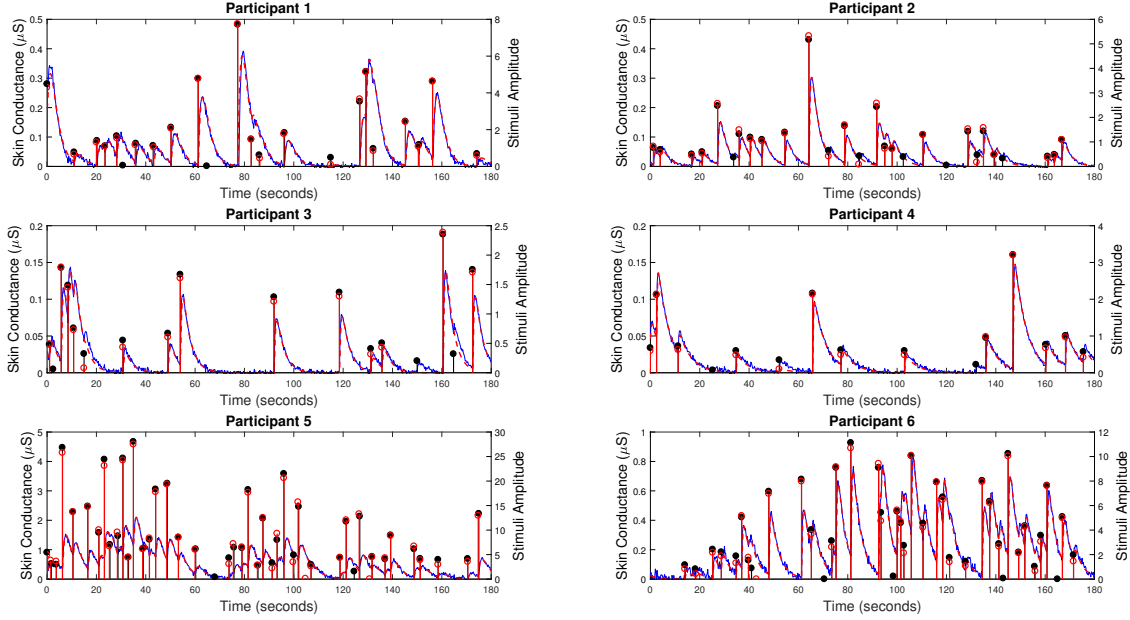 Participant 1
Skin Conductance (μS)
0.5
0.4
0.3
0.2
0.1
0
8
6
4
2
0
Stimuli Amplitude
0 20 40 60 80 100 120 140 160 180
Time (seconds)
Participant 2
Skin Conductance (μS)
0.5
0.4
0.3
0.2
0.1
0
6
5
4
3
2
1
0
Stimuli Amplitude
0 20 40 60 80 100 120 140 160 180
Time (seconds)
Participant 3
Skin Conductance (μS)
0.2
0.15
0.1
0.05
0
2.5
2
1.5
1
0.5
0
Stimuli Amplitude
0 20 40 60 80 100 120 140 160 180
Time (seconds)
Participant 4
Skin Conductance (μS)
0.2
0.15
0.1
0.05
0
4
3
2
1
0
Stimuli Amplitude
0 20 40 60 80 100 120 140 160 180
Time (seconds)
Participant 5
Skin Conductance (μS)
5
4
3
2
1
0
30
25
20
15
10
5
0
Stimuli Amplitude
0 20 40 60 80 100 120 140 160 180
Time (seconds)
Participant 6
Skin Conductance (μS)
1
0.8
0.6
0.4
0.2
0
12
10
8
6
4
2
0
Stimuli Amplitude
0 20 40 60 80 100 120 140 160 180
Time (seconds)